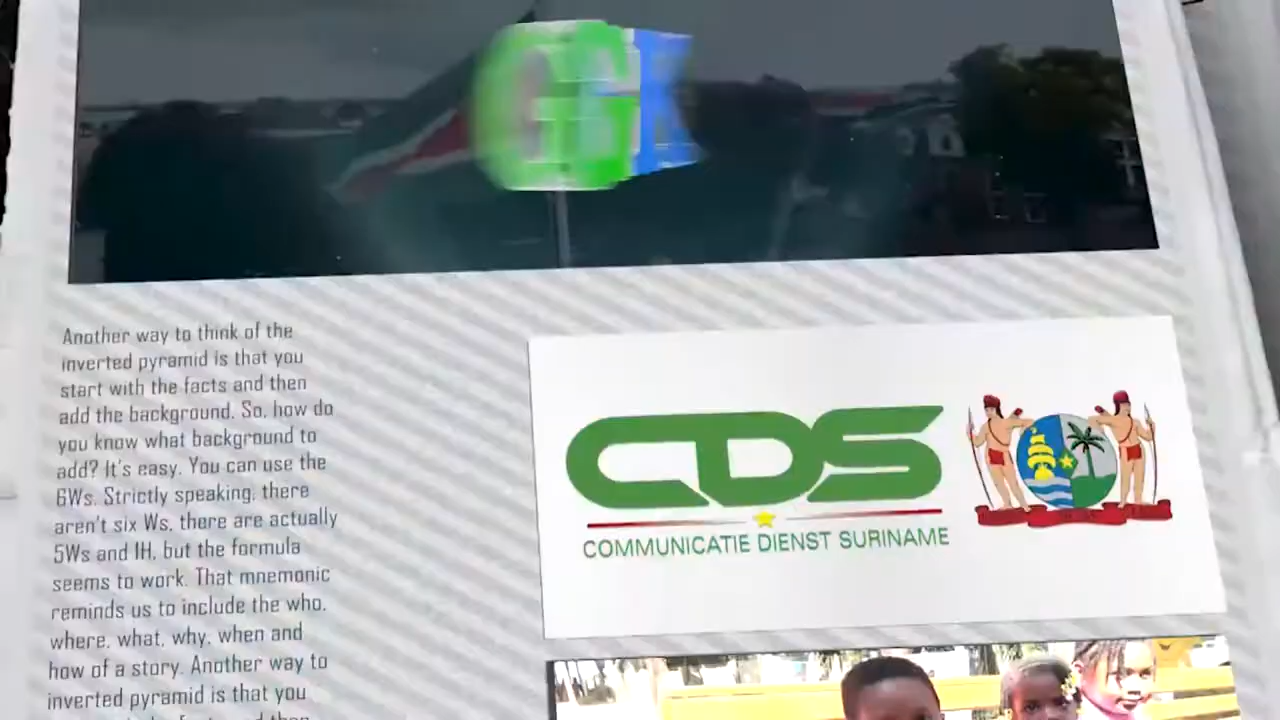 Another way to think of the
inverted pyramid is that you
start with the facts and then
add the background. So, how do
you know what background to
add? It's easy. You can use the
6Ws. Strictly speaking, there
aren't six Ws, there are actually
5Ws and 1H, but the formula
seems to work. That mnemonic
reminds us to include the who,
where, what, why, when and
how of a story. Another way to
inverted pyramid is that you
CDS
COMMUNICATIE DIENST SURINAME